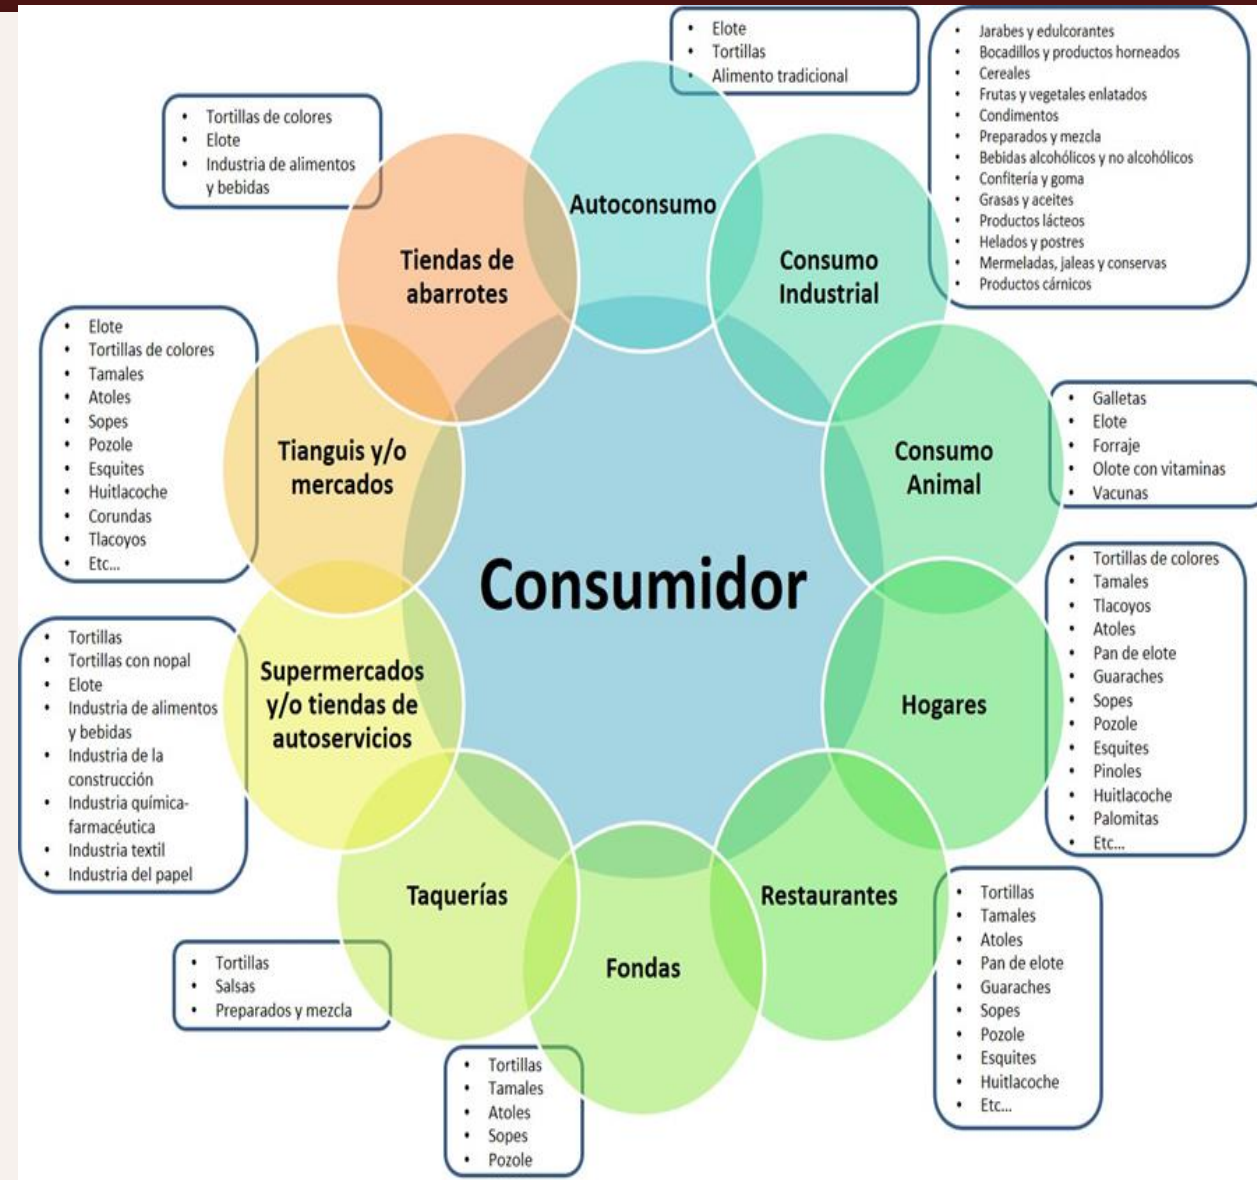 Elote
Tortillas
Alimento tradicional
Jarabes y edulcorantes
Bocadillos y productos horneados
Cereales
Frutas y vegetales enlatados
Condimentos
Preparados y mezcla
Bebidas alcohólicos y no alcohólicos
Confitería y goma
Grasas y aceites
Productos lácteos
Helados y postres
Mermeladas, jaleas y conservas
Productos cárnicos
Tortillas de colores
Elote
Industria de alimentos
y bebidas
Autoconsumo
Tiendas de
abarrotes
Consumo
Industrial
Elote
Tortillas de colores
Tamales
Atoles
Sopes
Pozole
Esquites
Huitlacoche
Corundas
Tlacoyos
Etc...
Tianguis y/o
mercados
Consumo
Animal
Galletas
Elote
Forraje
Olote con vitaminas
Vacunas
Consumidor
Tortillas de colores
Tamales
Tlacoyos
Atoles
Pan de elote
Guaraches
Sopes
Pozole
Esquites
Pinoles
Huitlacoche
Palomitas
Etc...
Tortillas
Tortillas con nopal
Elote
Industria de alimentos
y bebidas
Industria de la
construcción
Industria química-
farmacéutica
Industria textil
Industria del papel
Supermercados
y/o tiendas de
autoservicios
Hogares
Taquerías
Fondas
Restaurantes
Tortillas
Tamales
Atoles
Pan de elote
Guaraches
Sopes
Pozole
Esquites
Huitlacoche
Etc...
Tortillas
Salsas
Preparados y mezcla
Tortillas
Tamales
Atoles
Sopes
Pozole